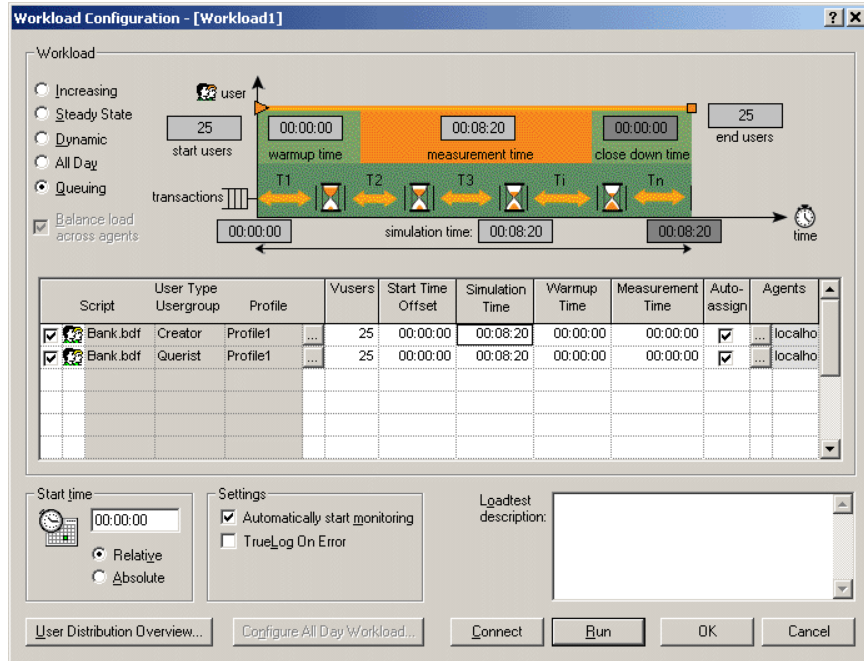 Workload Configuration - [Workload1]
Workload
Increasing
Steady State
Dynamic
All Day
Queuing
Balance load
across agents
user
25
start users
00:00:00
warmup time
00:08:20
measurement time
00:00:00
close down time
25
end users
T1
T2
T3
Ti
Tn
transactions
00:00:00
simulation time: 00:08:20
00:08:20
time
Script
User Type
Usergroup
Profile
Vusers
Start Time
Offset
Simulation
Time
Warmup
Time
Measurement
Time
Auto-
assign
Agents
Bank.bdf Creator Profile1 ... 25 00:00:00 00:08:20 00:00:00 00:00:00 ... localho
Bank.bdf Querist Profile1 ... 25 00:00:00 00:08:20 00:00:00 00:00:00 ... localho
Start time
00:00:00
Relative
Absolute
Settings
Automatically start monitoring
TrueLog On Error
Loadtest
description:
User Distribution Overview...
Configure All Day Workload...
Connect
Run
OK
Cancel